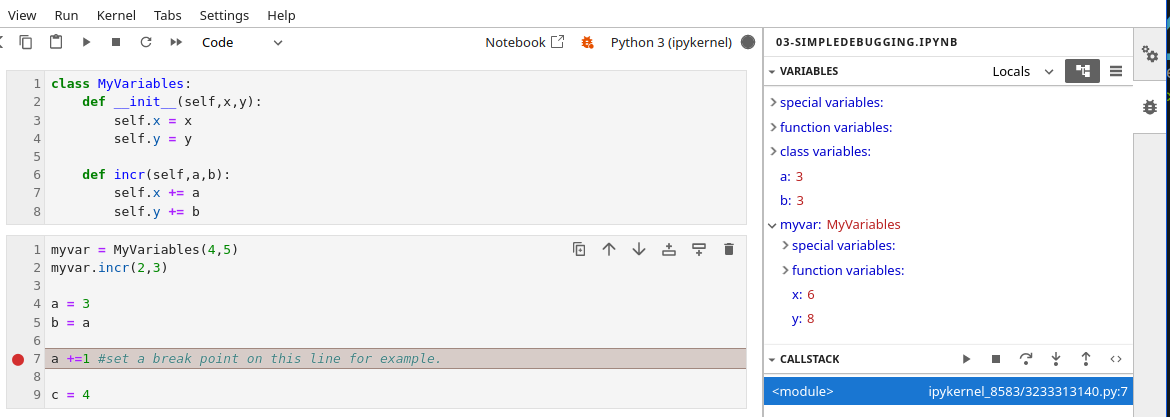 View Run Kernel Tabs Settings Help
Code Notebook Python 3 (ipykernel)
1 class MyVariables:
2     def __init__(self,x,y):
3         self.x = x
4         self.y = y
5
6     def incr(self,a,b):
7         self.x += a
8         self.y += b
1 myvar = MyVariables(4,5)
2 myvar.incr(2,3)
3
4 a = 3
5 b = a
6
7 a +=1 #set a break point on this line for example.
8
9 c = 4
03-SIMPLEDEBUGGING.IPYNB
VARIABLES Locals
special variables:
function variables:
class variables:
a: 3
b: 3
myvar: MyVariables
special variables:
function variables:
x: 6
y: 8
CALLSTACK
<module> ipykernel_8583/3233313140.py:7